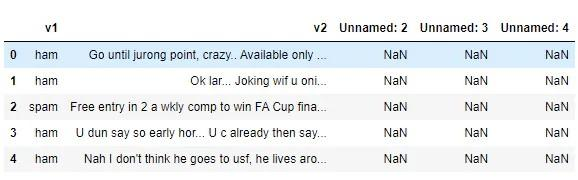 v1 v2 Unnamed: 2 Unnamed: 3 Unnamed: 4
0 ham Go until jurong point, crazy.. Available only ... NaN NaN NaN
1 ham Ok lar... Joking wif u oni... NaN NaN NaN
2 spam Free entry in 2 a wkly comp to win FA Cup fina... NaN NaN NaN
3 ham U dun say so early hor... U c already then say... NaN NaN NaN
4 ham Nah I don't think he goes to usf, he lives aro... NaN NaN NaN